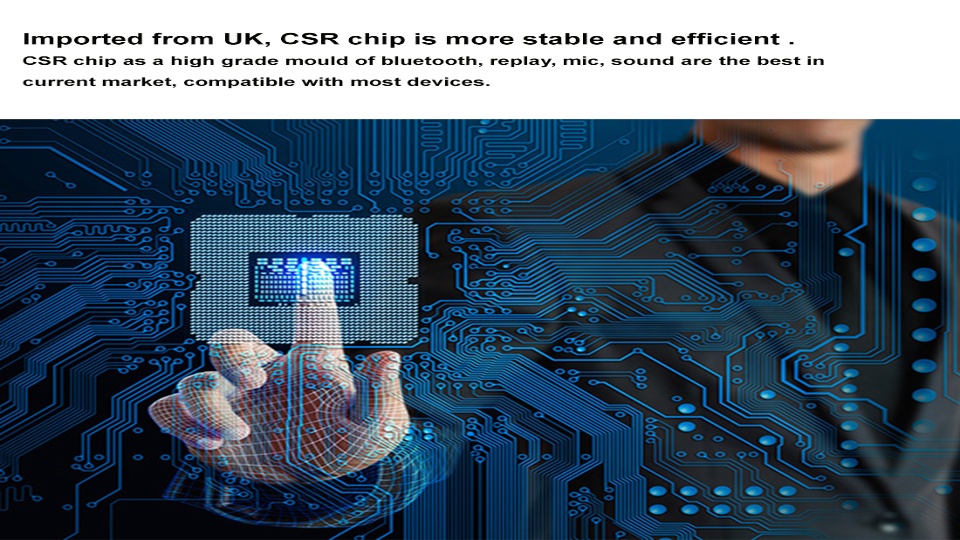 Imported from UK, CSR chip is more stable and efficient .
CSR chip as a high grade mould of bluetooth, replay, mic, sound are the best in
current market, compatible with most devices.